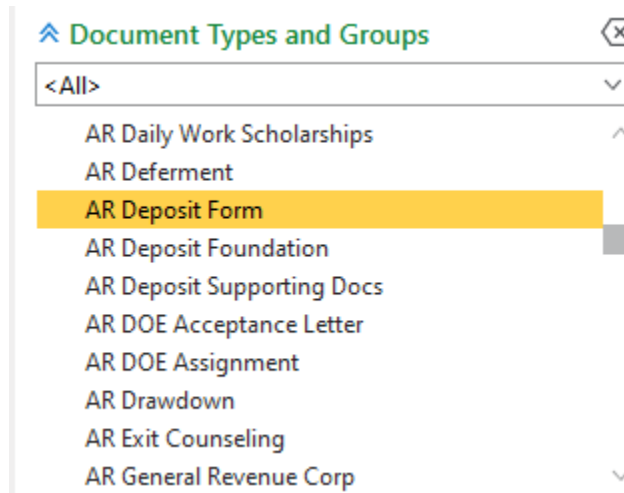 Document Types and Groups
<All>
AR Daily Work Scholarships
AR Deferment
AR Deposit Form
AR Deposit Foundation
AR Deposit Supporting Docs
AR DOE Acceptance Letter
AR DOE Assignment
AR Drawdown
AR Exit Counseling
AR General Revenue Corp